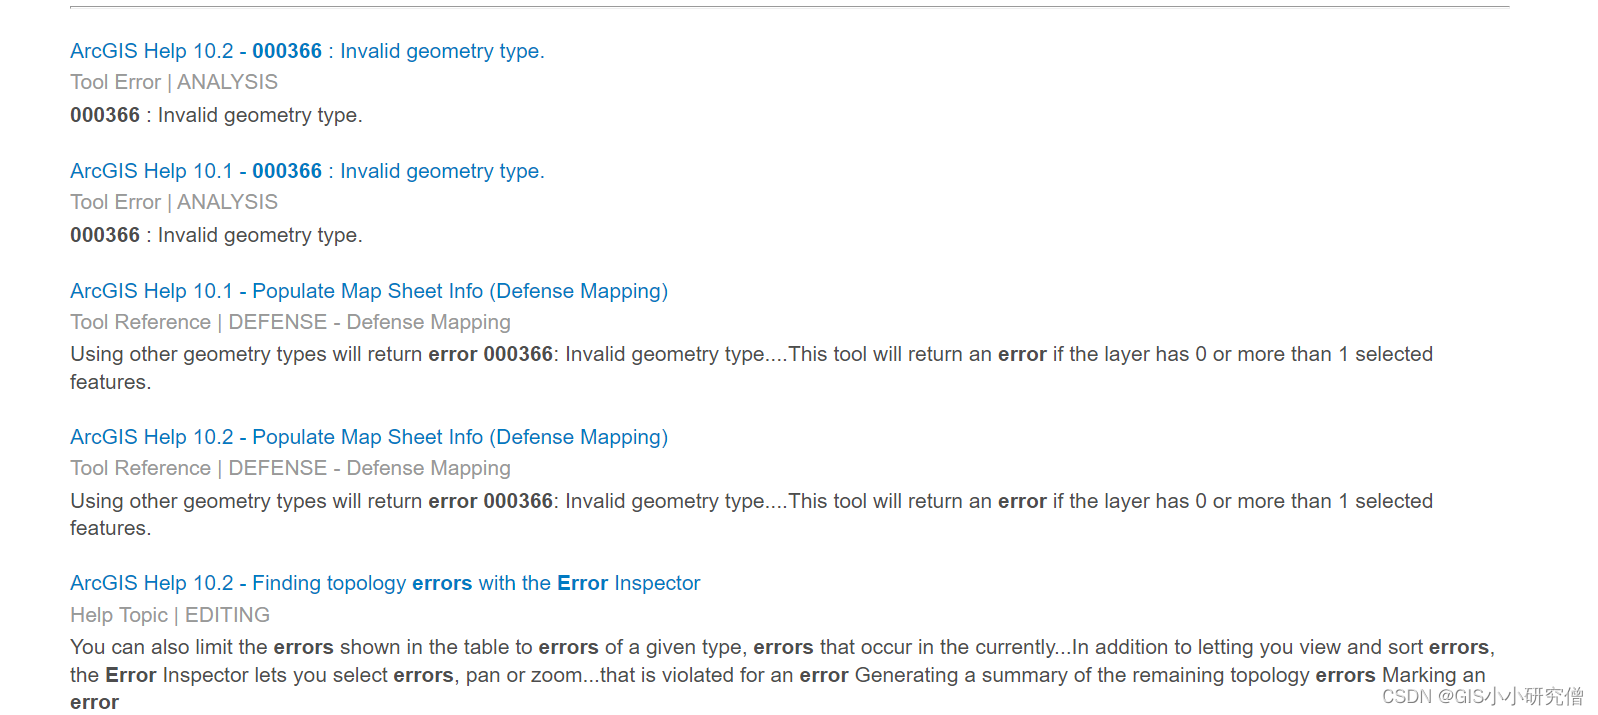 ArcGIS Help 10.2 - 000366 : Invalid geometry type.
Tool Error | ANALYSIS
000366 : Invalid geometry type.
ArcGIS Help 10.1 - 000366 : Invalid geometry type.
Tool Error | ANALYSIS
000366 : Invalid geometry type.
ArcGIS Help 10.1 - Populate Map Sheet Info (Defense Mapping)
Tool Reference | DEFENSE - Defense Mapping
Using other geometry types will return error 000366: Invalid geometry type....This tool will return an error if the layer has 0 or more than 1 selected
features.
ArcGIS Help 10.2 - Populate Map Sheet Info (Defense Mapping)
Tool Reference | DEFENSE - Defense Mapping
Using other geometry types will return error 000366: Invalid geometry type....This tool will return an error if the layer has 0 or more than 1 selected
features.
ArcGIS Help 10.2 - Finding topology errors with the Error Inspector
Help Topic | EDITING
You can also limit the errors shown in the table to errors of a given type, errors that occur in the currently...In addition to letting you view and sort errors,
the Error Inspector lets you select errors, pan or zoom...that is violated for an error Generating a summary of the remaining topology errors Marking an
error
CSDN @GIS小小研究僧